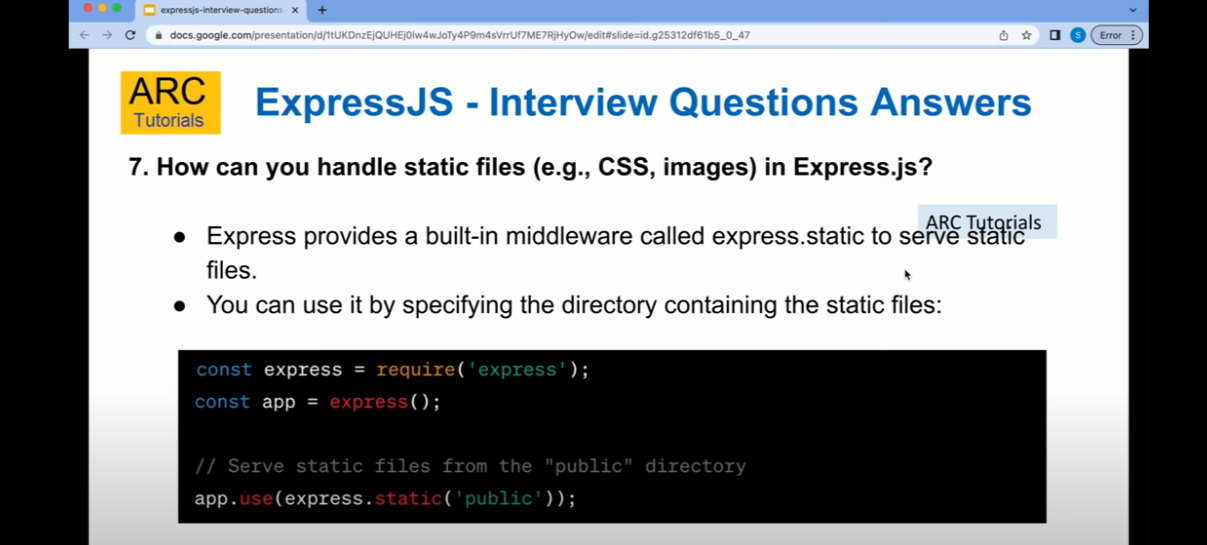 expressjs-interview-questions
docs.google.com/presentation/d/1tUKDnzEjQUHEj0Iw4wJoTy4P9m4sVrrUf7ME7RjHyOw/edit#slide=id.g25312df61b5_0_47
S
Error
ARC
Tutorials
ExpressJS - Interview Questions Answers
7. How can you handle static files (e.g., CSS, images) in Express.js?
ARC Tutorials
● Express provides a built-in middleware called express.static to serve static
files.
● You can use it by specifying the directory containing the static files:
const express = require('express');
const app = express();
// Serve static files from the "public" directory
app.use(express.static('public'));